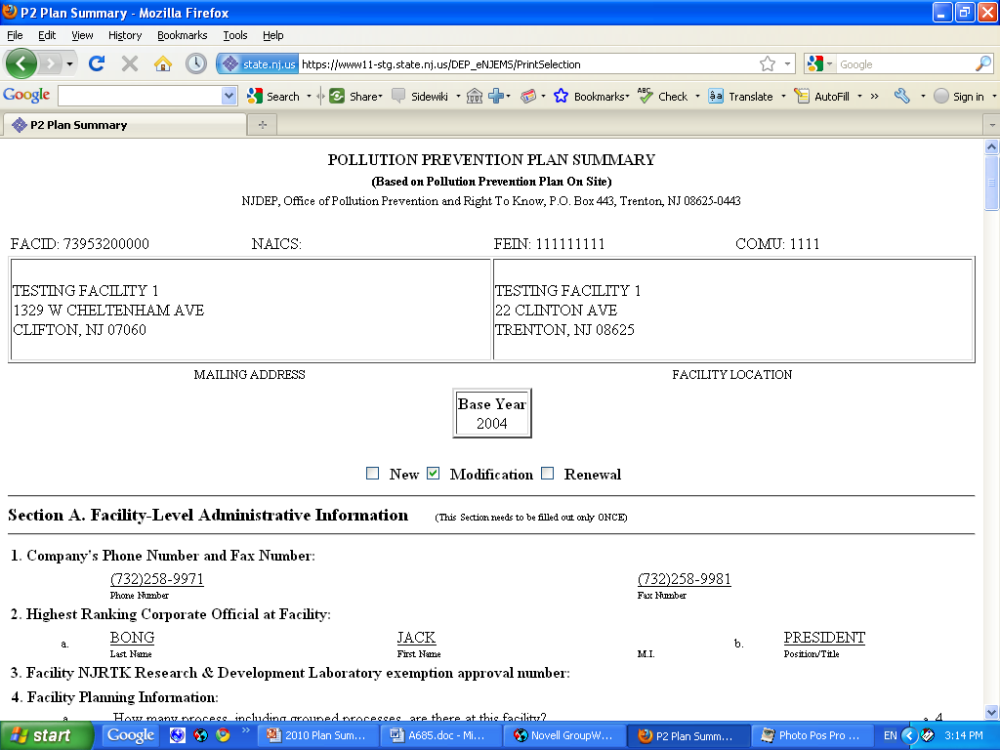 P2 Plan Summary - Mozilla Firefox
File Edit View History Bookmarks Tools Help
state.nj.us https://www11-stg.state.nj.us/DEP_eNJEMS/PrintSelection Google
Google Search Share Sidewiki Bookmarks Check Translate AutoFill » Sign in
P2 Plan Summary
POLLUTION PREVENTION PLAN SUMMARY
(Based on Pollution Prevention Plan On Site)
NJDEP, Office of Pollution Prevention and Right To Know, P.O. Box 443, Trenton, NJ 08625-0443
FACID: 73953200000 NAICS: FEIN: 111111111 COMU: 1111
TESTING FACILITY 1
1329 W CHELTENHAM AVE
CLIFTON, NJ 07060
TESTING FACILITY 1
22 CLINTON AVE
TRENTON, NJ 08625
MAILING ADDRESS FACILITY LOCATION
Base Year
2004
New Modification Renewal
Section A. Facility-Level Administrative Information (This Section needs to be filled out only ONCE)
1. Company's Phone Number and Fax Number:
(732)258-9971 (732)258-9981
Phone Number Fax Number
2. Highest Ranking Corporate Official at Facility:
a. BONG JACK b. PRESIDENT
Last Name First Name M.I. Position/Title
3. Facility NJRTK Research & Development Laboratory exemption approval number:
4. Facility Planning Information:
a. How many process, including grouped processes, are there at this facility? a. 4
start Google » 2010 Plan Sum... A685.doc - Mi... Novell GroupW... P2 Plan Summ... Photo Pos Pro ... EN 3:14 PM